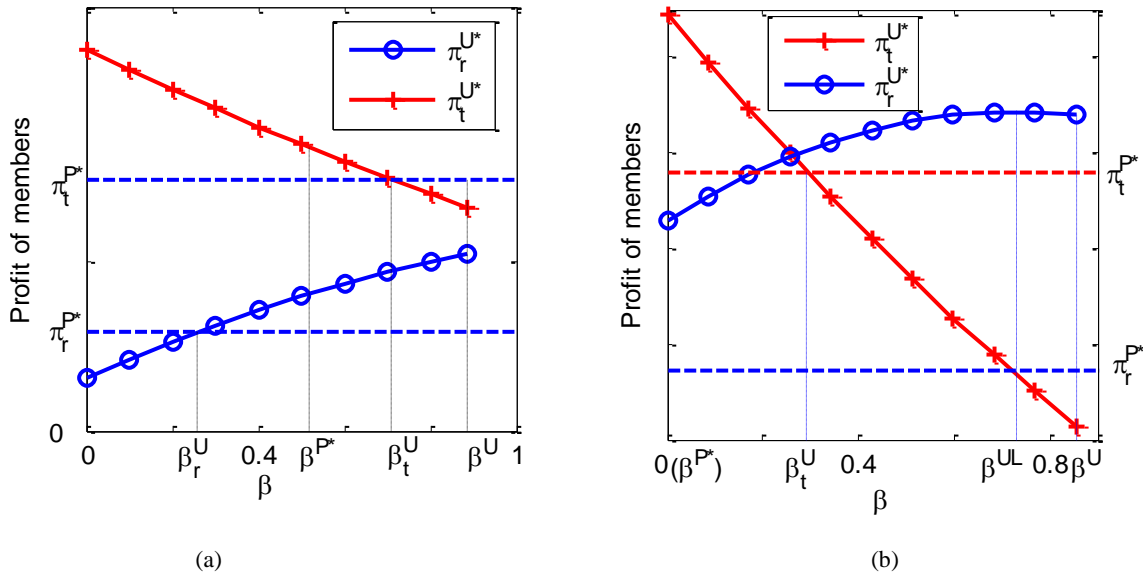 π_r^{U*}
π_t^{U*}
Profit of members
π_t^{P*}
π_r^{P*}
0
0
β_r^U
0.4
β^{P*}
β_t^U
β^U
1
β
(a)
π_t^{U*}
π_r^{U*}
Profit of members
π_t^{P*}
π_r^{P*}
0(β^{P*})
β_t^U
0.4
β^{UL}
0.8
β^U
β
(b)